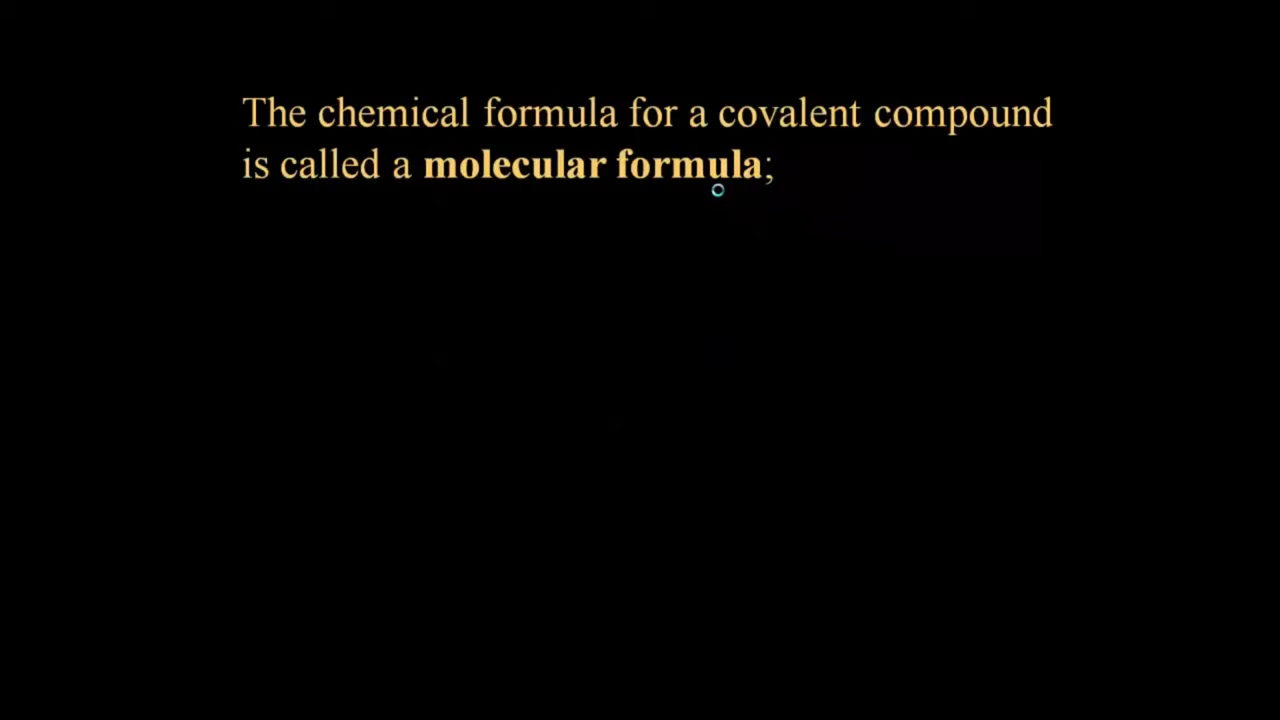 The chemical formula for a covalent compound
is called a molecular formula;